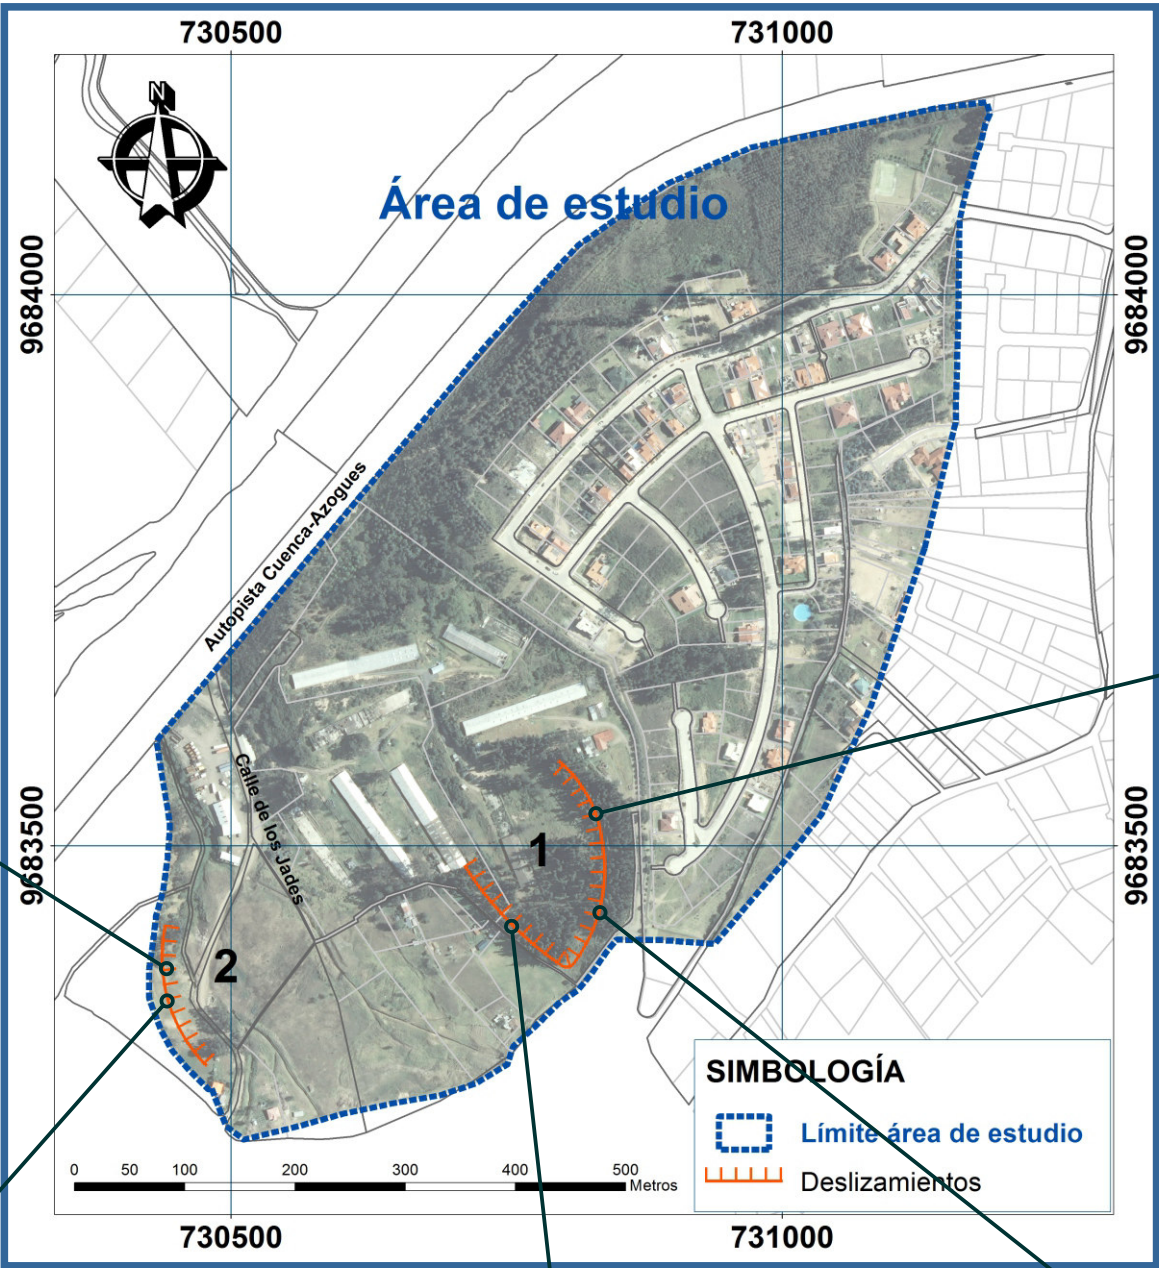 730500
731000
N
Área de estudio
9684000
9684000
Autopista Cuenca-Azogues
Calle de los Jades
9683500
9683500
1
2
SIMBOLOGÍA
Límite área de estudio
Deslizamientos
0 50 100 200 300 400 500
Metros
730500
731000